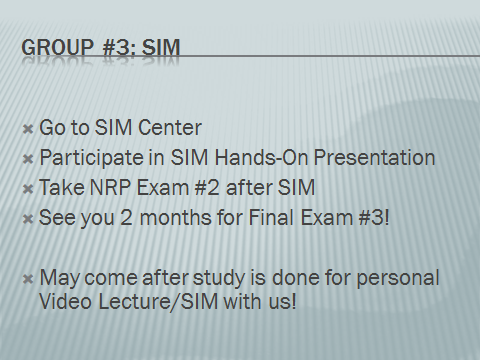 GROUP #3: SIM
Go to SIM Center
Participate in SIM Hands-On Presentation
Take NRP Exam #2 after SIM
See you 2 months for Final Exam #3!
May come after study is done for personal
Video Lecture/SIM with us!